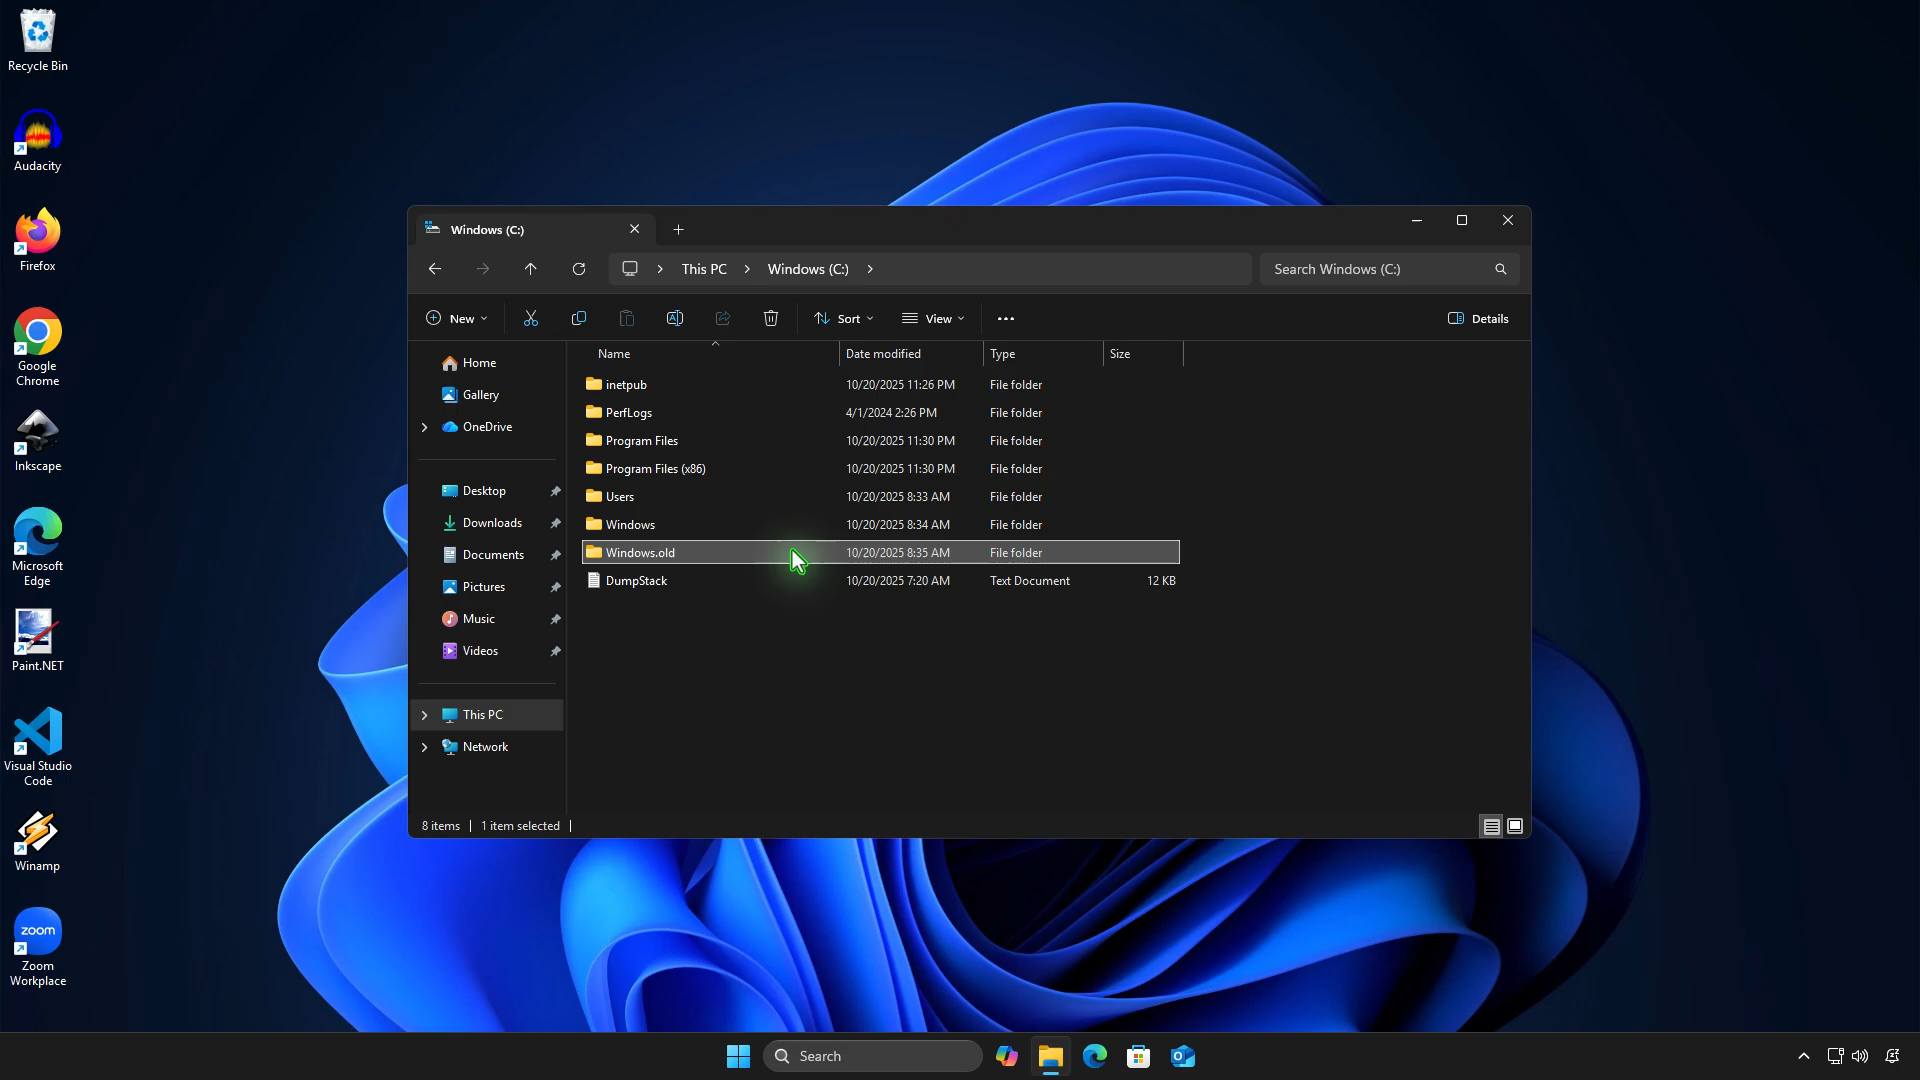 Recycle Bin
Audacity
Firefox
Google
Chrome
Inkscape
Microsoft
Edge
Paint.NET
Visual Studio
Code
Winamp
zoom
Zoom
Workplace
Windows (C:)
This PC
Windows (C:)
Search Windows (C:)
New
Sort
View
Details
Home
Gallery
OneDrive
Desktop
Downloads
Documents
Pictures
Music
Videos
This PC
Network
Name Date modified Type Size
inetpub 10/20/2025 11:26 PM File folder
PerfLogs 4/1/2024 2:26 PM File folder
Program Files 10/20/2025 11:30 PM File folder
Program Files (x86) 10/20/2025 11:30 PM File folder
Users 10/20/2025 8:33 AM File folder
Windows 10/20/2025 8:34 AM File folder
Windows.old 10/20/2025 8:35 AM File folder
DumpStack 10/20/2025 7:20 AM Text Document 12 KB
8 items 1 item selected
Search